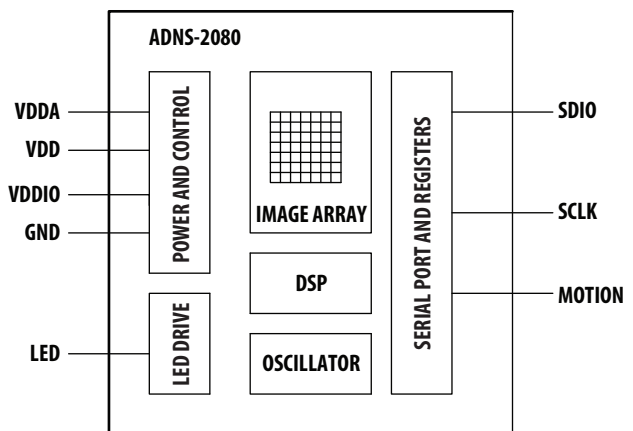 ADNS-2080
VDDA
VDD
VDDIO
GND
LED
POWER AND CONTROL
LED DRIVE
IMAGE ARRAY
DSP
OSCILLATOR
SERIAL PORT AND REGISTERS
SDIO
SCLK
MOTION